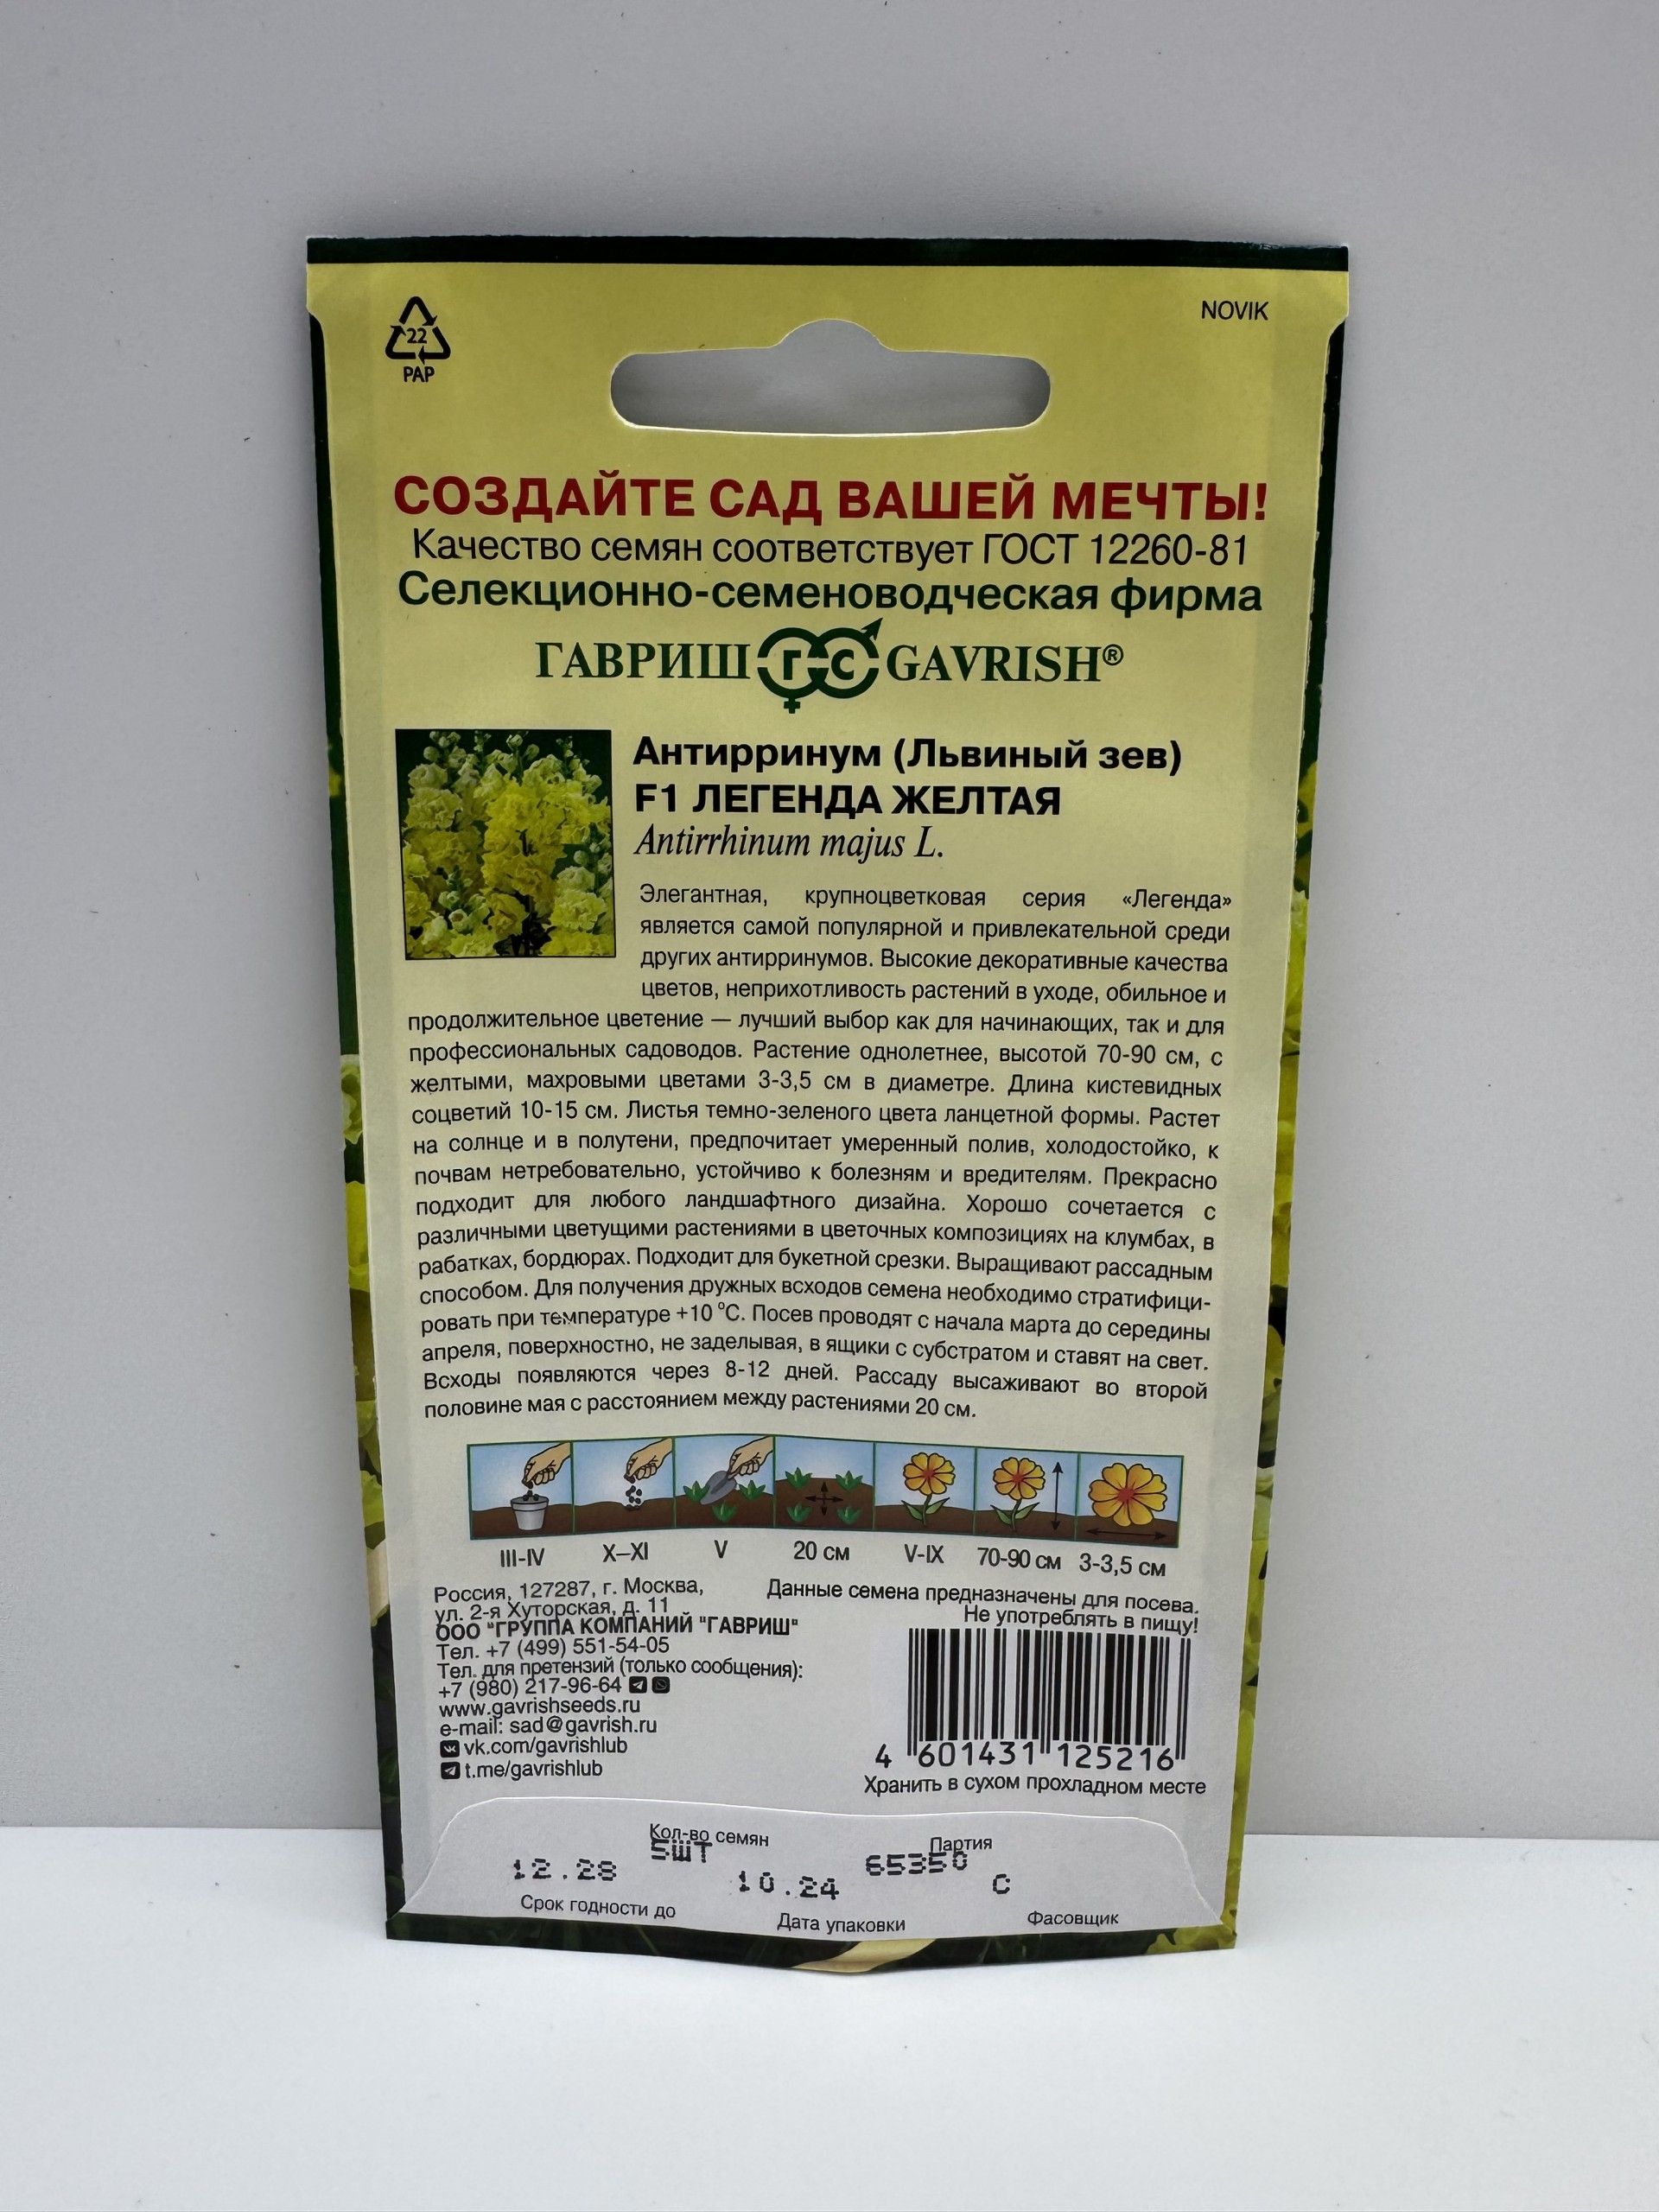 22
PAP
NOVIK
СОЗДАЙТЕ САД ВАШЕЙ МЕЧТЫ!
Качество семян соответствует ГОСТ 12260-81
Селекционно-семеноводческая фирма
ГАВРИШ ГС GAVRISH®
Антирринум (Львиный зев)
F1 ЛЕГЕНДА ЖЕЛТАЯ
Antirrhinum majus L.
Элегантная, крупноцветковая серия «Легенда»
является самой популярной и привлекательной среди
других антирринумов. Высокие декоративные качества
цветов, неприхотливость растений в уходе, обильное и
продолжительное цветение — лучший выбор как для начинающих, так и для
профессиональных садоводов. Растение однолетнее, высотой 70-90 см, с
желтыми, махровыми цветами 3-3,5 см в диаметре. Длина кистевидных
соцветий 10-15 см. Листья темно-зеленого цвета ланцетной формы. Растет
на солнце и в полутени, предпочитает умеренный полив, холодостойко, к
почвам нетребовательно, устойчиво к болезням и вредителям. Прекрасно
подходит для любого ландшафтного дизайна. Хорошо сочетается с
различными цветущими растениями в цветочных композициях на клумбах, в
рабатках, бордюрах. Подходит для букетной срезки. Выращивают рассадным
способом. Для получения дружных всходов семена необходимо стратифици-
ровать при температуре +10 °С. Посев проводят с начала марта до середины
апреля, поверхностно, не заделывая, в ящики с субстратом и ставят на свет.
Всходы появляются через 8-12 дней. Рассаду высаживают во второй
половине мая с расстоянием между растениями 20 см.
III-IV X–XI V 20 см V-IX 70-90 см 3-3,5 см
Россия, 127287, г. Москва,
ул. 2-я Хуторская, д. 11
ООО "ГРУППА КОМПАНИЙ "ГАВРИШ"
Тел. +7 (499) 551-54-05
Тел. для претензий (только сообщения):
+7 (980) 217-96-64
www.gavrishseeds.ru
e-mail: sad@gavrish.ru
vk.com/gavrishlub
t.me/gavrishlub
Данные семена предназначены для посева.
Не употреблять в пищу!
4 601431 125216
Хранить в сухом прохладном месте
Кол-во семян
5ШТ
Партия
65350
12.28
10.24
С
Срок годности до
Дата упаковки
Фасовщик